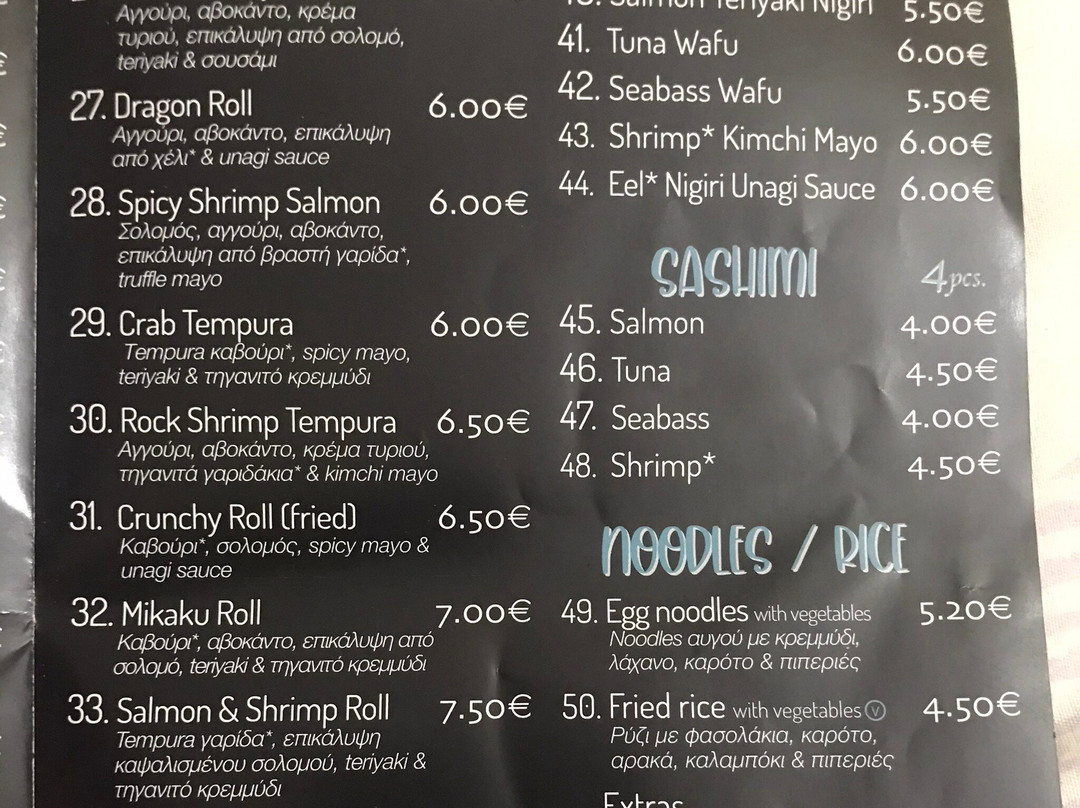 Αγγούρι, αβοκάντο, κρέμα
τυριού, επικάλυψη από σολομό,
teriyaki & σουσάμι
27. Dragon Roll 6.00€
Αγγούρι, αβοκάντο, επικάλυψη
από χέλι* & unagi sauce
28. Spicy Shrimp Salmon 6.00€
Σολομός, αγγούρι, αβοκάντο,
επικάλυψη από βραστή γαρίδα*,
truffle mayo
29. Crab Tempura 6.00€
Tempura καβούρι*, spicy mayo,
teriyaki & τηγανιτό κρεμμύδι
30. Rock Shrimp Tempura 6.50€
Αγγούρι, αβοκάντο, κρέμα τυριού,
τηγανιτά γαριδάκια* & kimchi mayo
31. Crunchy Roll (fried) 6.50€
Καβούρι*, σολομός, spicy mayo &
unagi sauce
32. Mikaku Roll 7.00€
Καβούρι*, αβοκάντο, επικάλυψη από
σολομό, teriyaki & τηγανιτό κρεμμύδι
33. Salmon & Shrimp Roll 7.50€
Tempura γαρίδα*, επικάλυψη
καψαλισμένου σολομού, teriyaki &
τηγανιτό κρεμμύδι
Salmon Teriyaki Nigiri 5.50€
41. Tuna Wafu 6.00€
42. Seabass Wafu 5.50€
43. Shrimp* Kimchi Mayo 6.00€
44. Eel* Nigiri Unagi Sauce 6.00€
SASHIMI 4pcs.
45. Salmon 4.00€
46. Tuna 4.50€
47. Seabass 4.00€
48. Shrimp* 4.50€
NOODLES / RICE
49. Egg noodles with vegetables 5.20€
Noodles αυγού με κρεμμύδι,
λάχανο, καρότο & πιπεριές
50. Fried rice with vegetables V 4.50€
Ρύζι με φασολάκια, καρότο,
αρακά, καλαμπόκι & πιπεριές
Extras